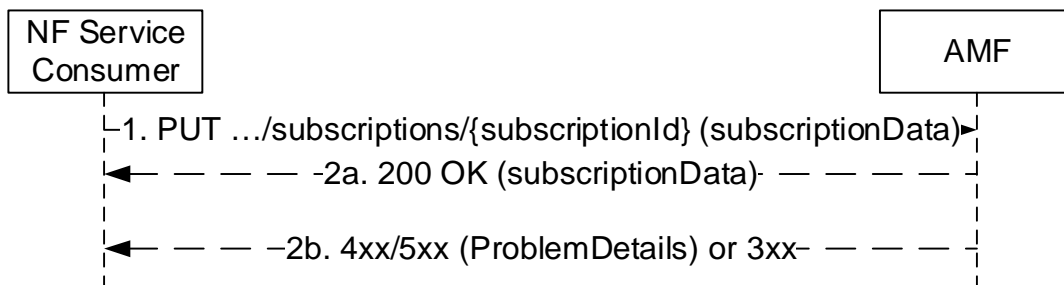 NF Service
Consumer
AMF
1. PUT …/subscriptions/{subscriptionId} (subscriptionData)
2a. 200 OK (subscriptionData)
2b. 4xx/5xx (ProblemDetails) or 3xx